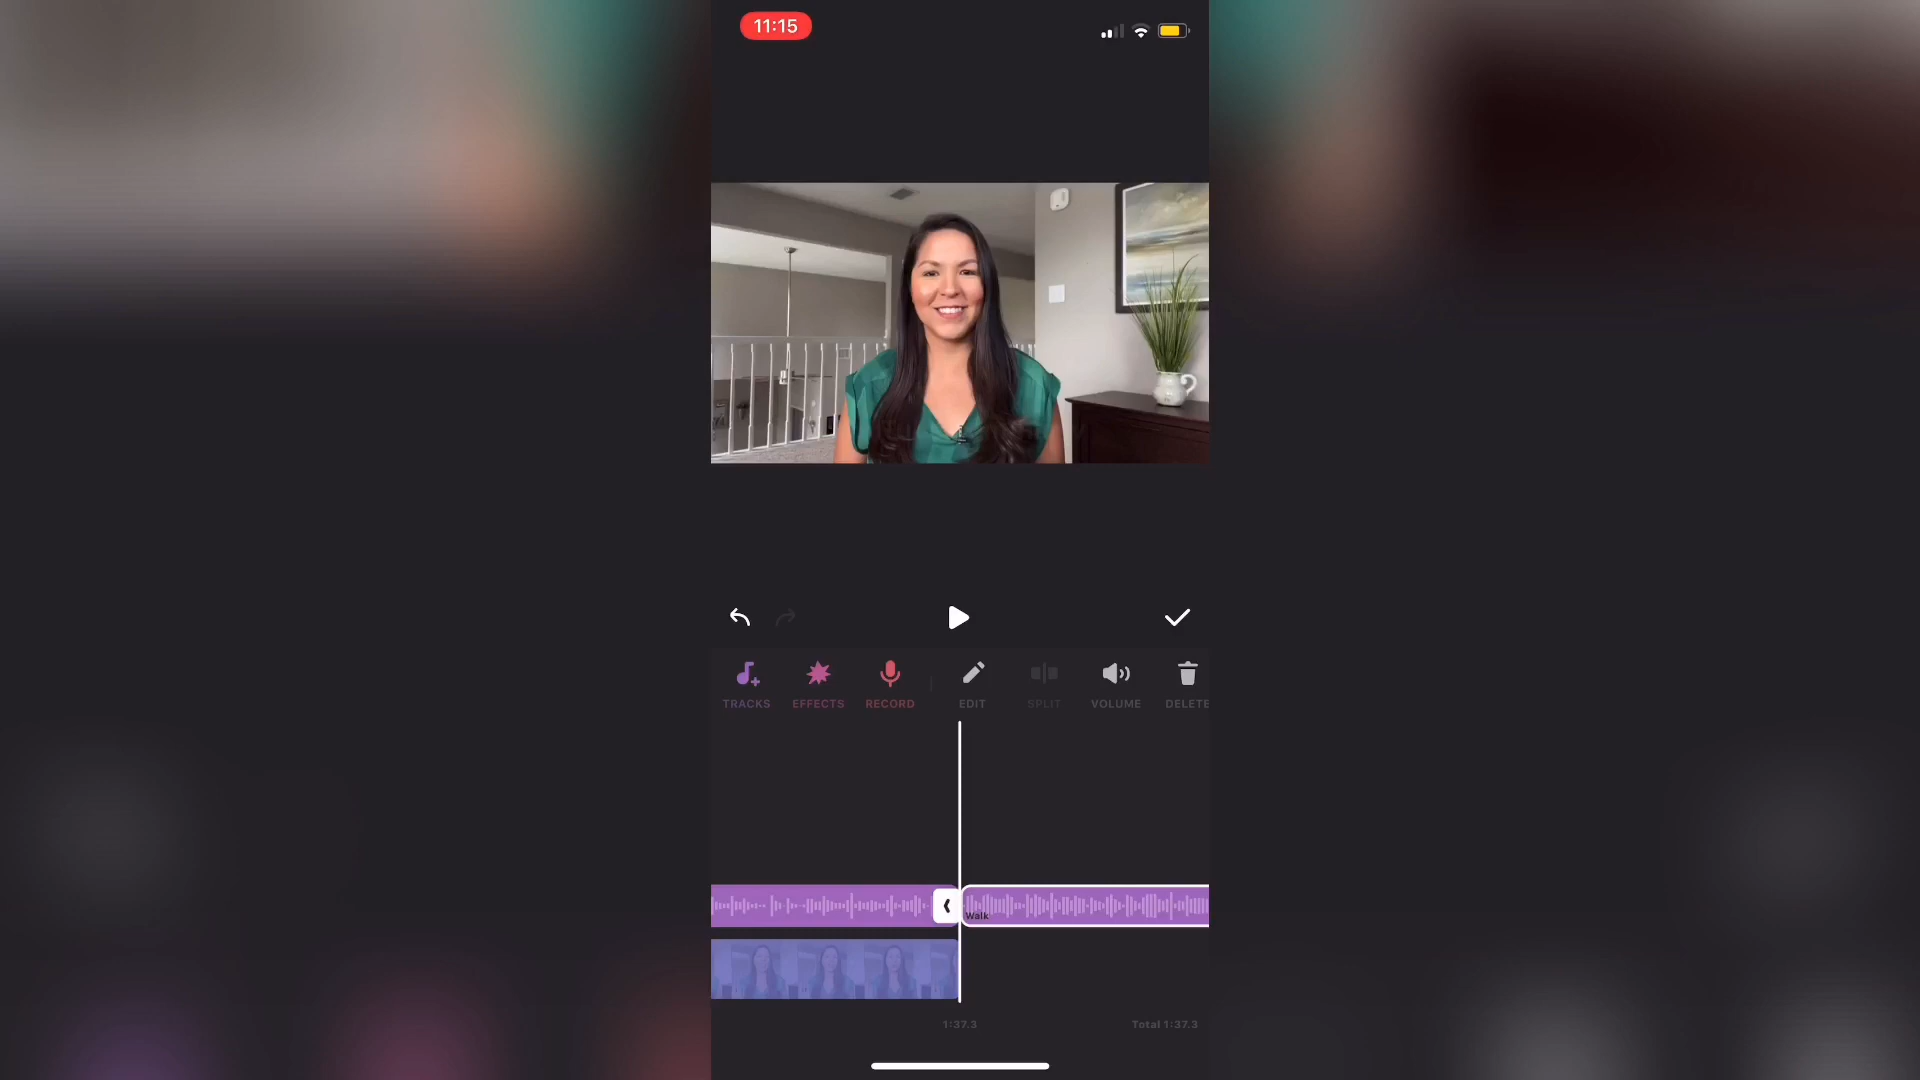 11:15
TRACKS EFFECTS RECORD EDIT SPLIT VOLUME DELETE
Walk
1:37.3 Total 1:37.3